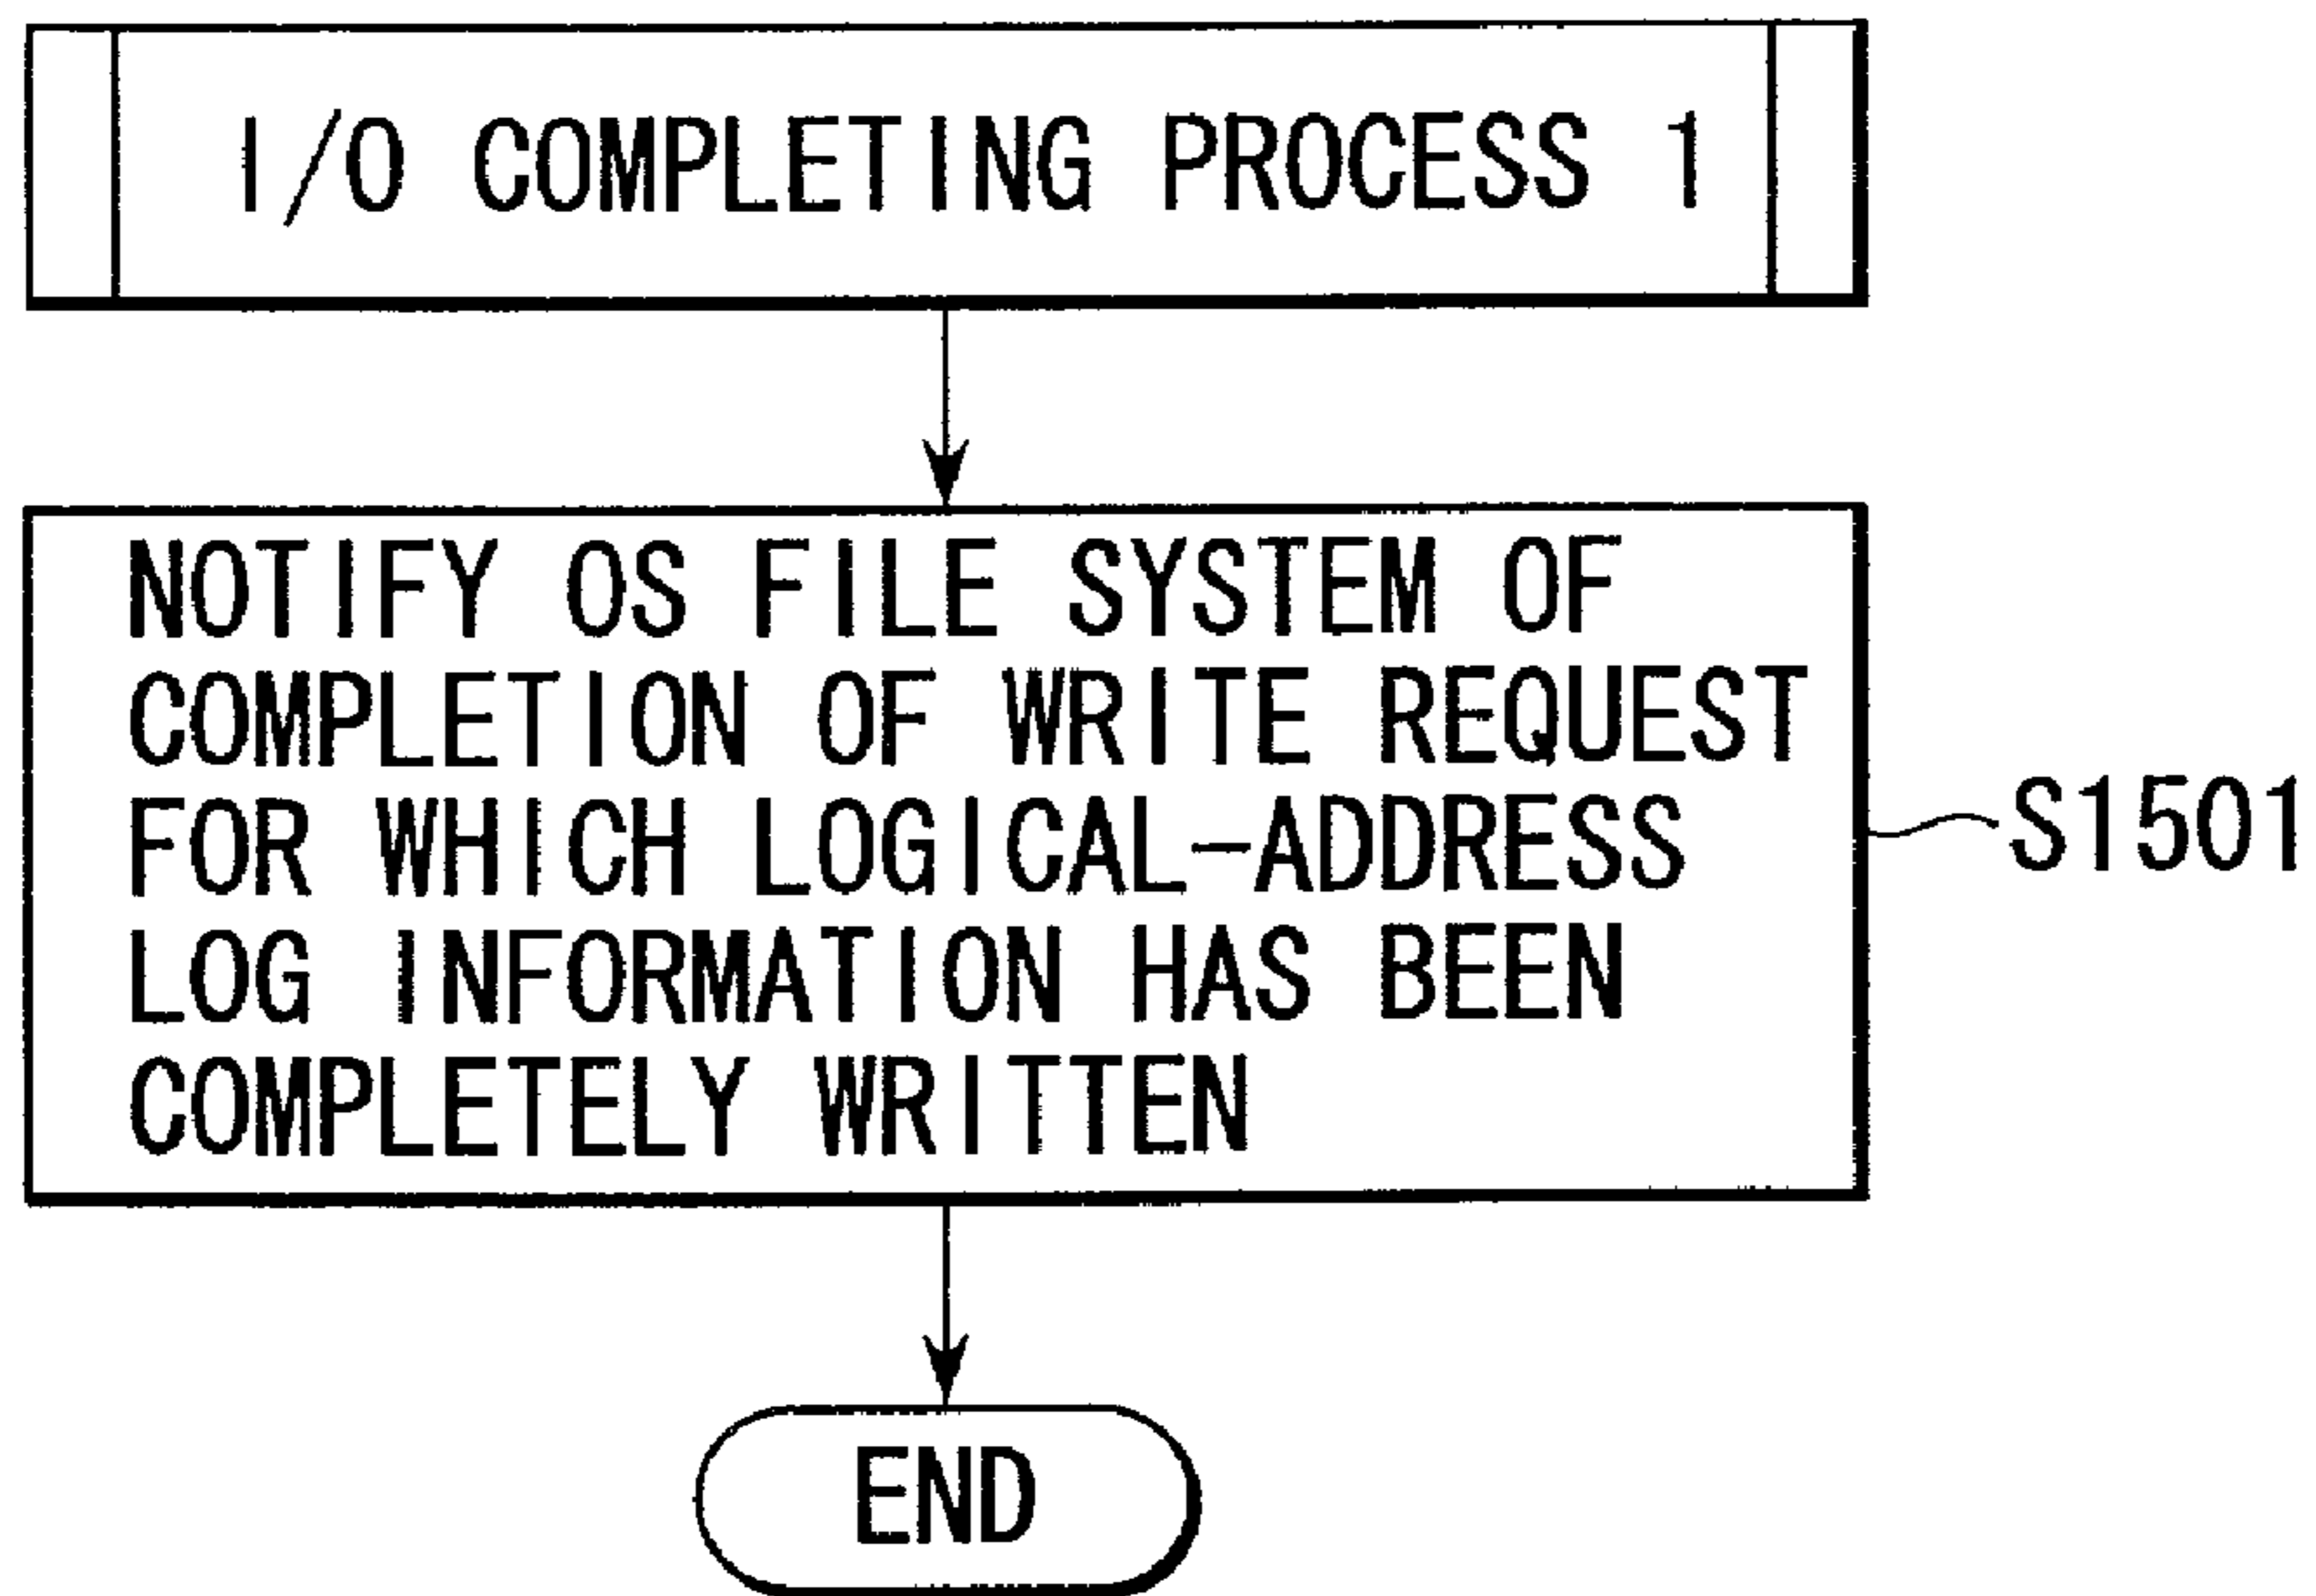 I/O COMPLETING PROCESS 1
NOTIFY OS FILE SYSTEM OF
COMPLETION OF WRITE REQUEST
FOR WHICH LOGICAL-ADDRESS
LOG INFORMATION HAS BEEN
COMPLETELY WRITTEN
S1501
END